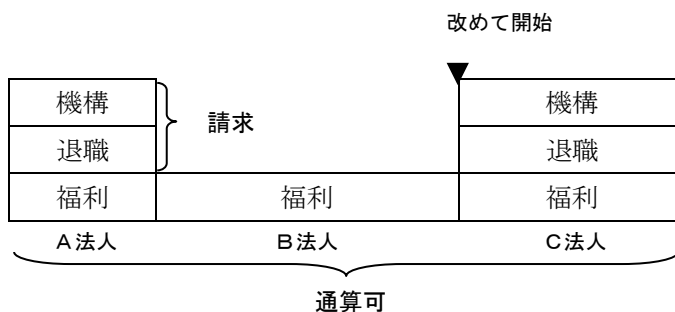 改めて開始
機構 機構
請求
退職 退職
福利 福利 福利
A法人 B法人 C法人
通算可